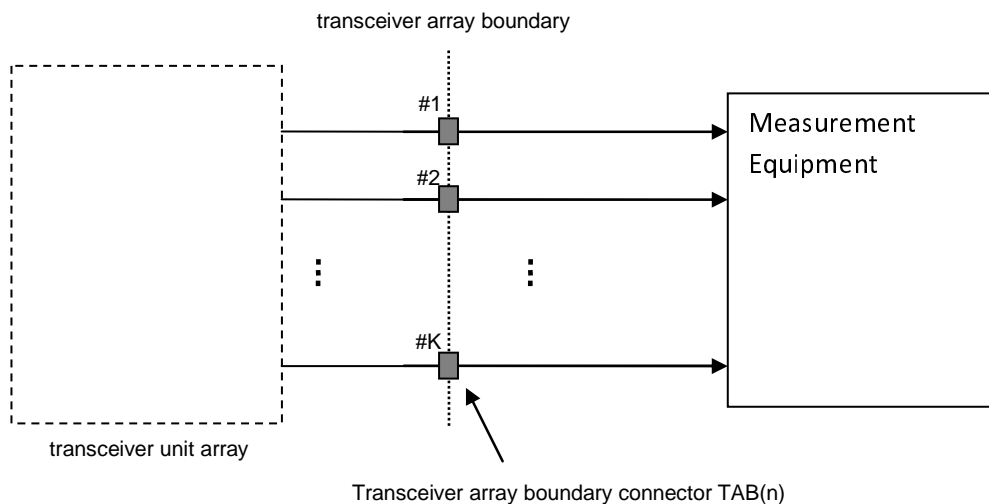 transceiver array boundary
#1
Measurement
Equipment
#2
#K
transceiver unit array
Transceiver array boundary connector TAB(n)